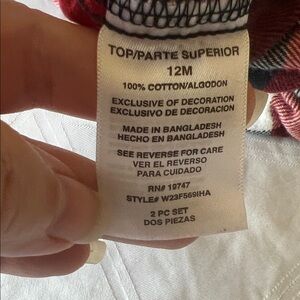 TOP/PARTE SUPERIOR
12M
100% COTTON/ALGODON
EXCLUSIVE OF DECORATION
EXCLUSIVO DE DECORACION
MADE IN BANGLADESH
HECHO EN BANGLADESH
SEE REVERSE FOR CARE
VER EL REVERSO
PARA CUIDADO
RN# 19747
STYLE# W23F569IHA
2 PC SET
DOS PIEZAS